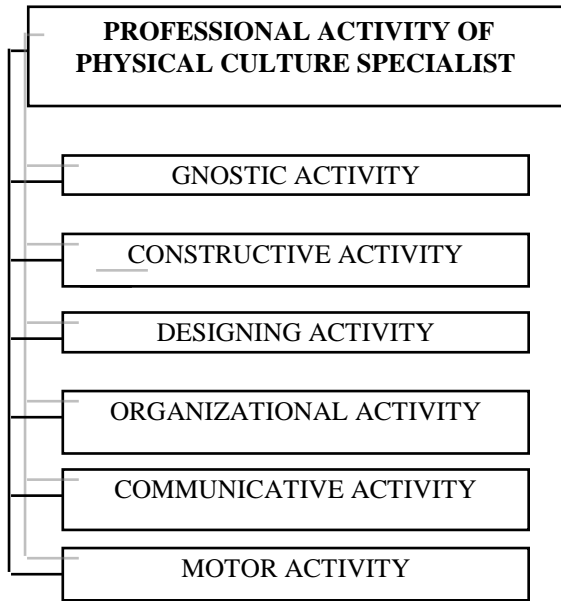 PROFESSIONAL ACTIVITY OF
PHYSICAL CULTURE SPECIALIST
GNOSTIC ACTIVITY
CONSTRUCTIVE ACTIVITY
DESIGNING ACTIVITY
ORGANIZATIONAL ACTIVITY
COMMUNICATIVE ACTIVITY
MOTOR ACTIVITY